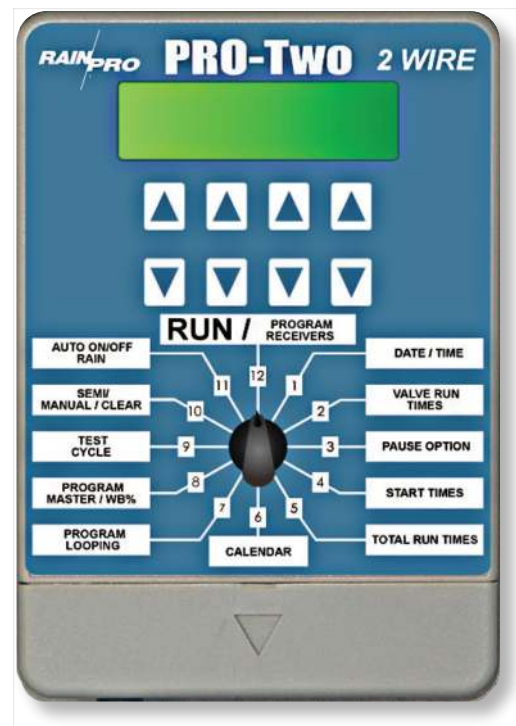 RAIN PRO PRO-Two 2 WIRE
RUN / PROGRAM
RECEIVERS
AUTO ON/OFF
RAIN
DATE / TIME
SEMI/
MANUAL / CLEAR
VALVE RUN
TIMES
TEST
CYCLE
PAUSE OPTION
PROGRAM
MASTER / WB%
START TIMES
PROGRAM
LOOPING
TOTAL RUN TIMES
CALENDAR
12
1
2
3
4
5
6
7
8
9
10
11